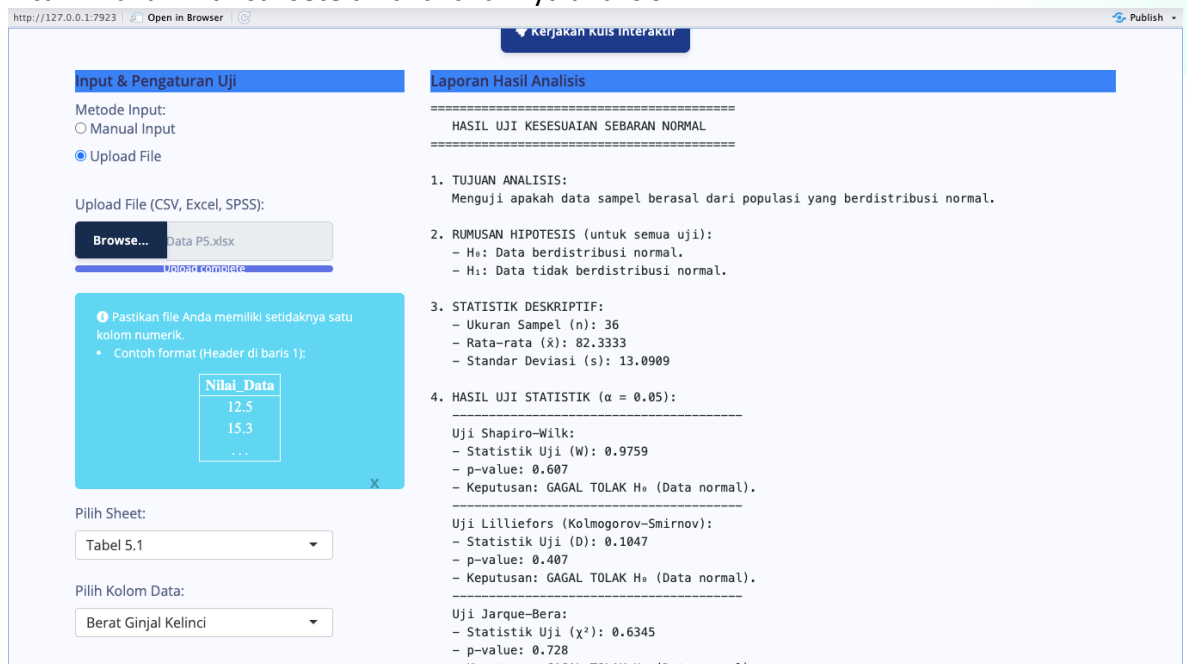 http://127.0.0.1:7923
Open in Browser
Publish
Kerjakan Kuis Interaktif
Input & Pengaturan Uji
Metode Input:
Manual Input
Upload File
Upload File (CSV, Excel, SPSS):
Browse... Data P5.xlsx
Upload complete
Pastikan file Anda memiliki setidaknya satu
kolom numerik.
• Contoh format (Header di baris 1):
Nilai_Data
12.5
15.3
...
X
Pilih Sheet:
Tabel 5.1
Pilih Kolom Data:
Berat Ginjal Kelinci
Laporan Hasil Analisis
=========================================
HASIL UJI KESESUAIAN SEBARAN NORMAL
=========================================
1. TUJUAN ANALISIS:
Menguji apakah data sampel berasal dari populasi yang berdistribusi normal.
2. RUMUSAN HIPOTESIS (untuk semua uji):
– H₀: Data berdistribusi normal.
– H₁: Data tidak berdistribusi normal.
3. STATISTIK DESKRIPTIF:
– Ukuran Sampel (n): 36
– Rata-rata (x̄): 82.3333
– Standar Deviasi (s): 13.0909
4. HASIL UJI STATISTIK (α = 0.05):
----------------------------------------
Uji Shapiro-Wilk:
– Statistik Uji (W): 0.9759
– p-value: 0.607
– Keputusan: GAGAL TOLAK H₀ (Data normal).
----------------------------------------
Uji Lilliefors (Kolmogorov-Smirnov):
– Statistik Uji (D): 0.1047
– p-value: 0.407
– Keputusan: GAGAL TOLAK H₀ (Data normal).
----------------------------------------
Uji Jarque-Bera:
– Statistik Uji (χ²): 0.6345
– p-value: 0.728